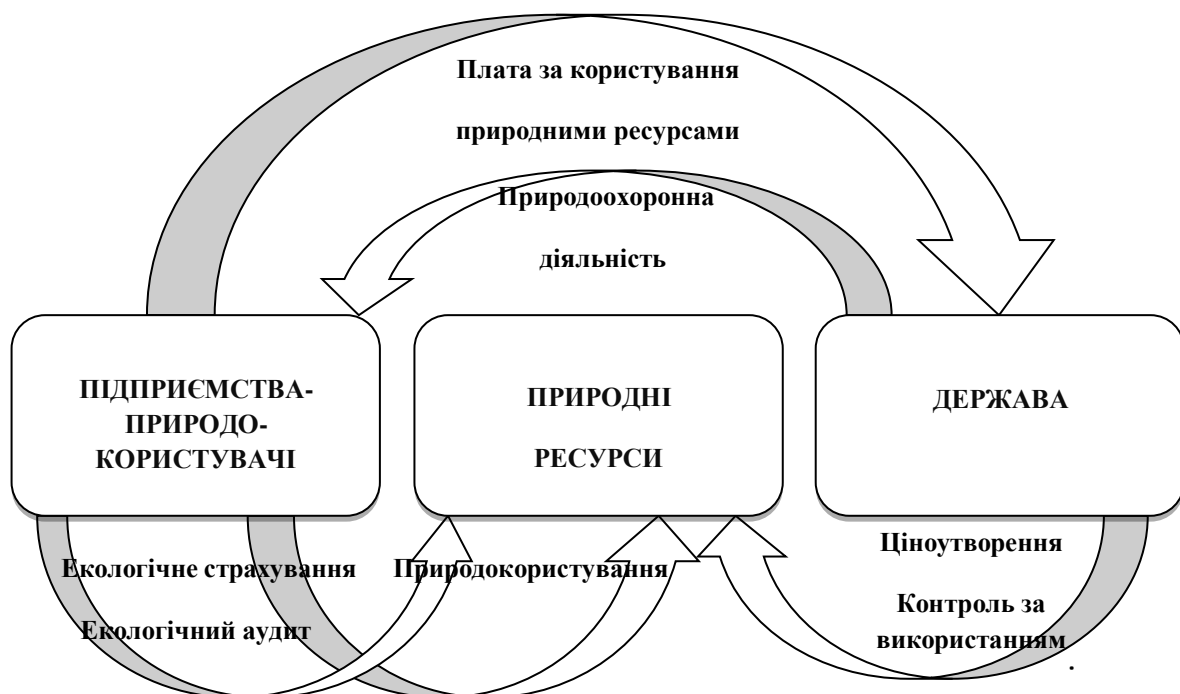 Плата за користування
природними ресурсами
Природоохоронна
діяльність
ПІДПРИЄМСТВА-
ПРИРОДО-
КОРИСТУВАЧІ
ПРИРОДНІ
РЕСУРСИ
ДЕРЖАВА
Екологічне страхування
Екологічний аудит
Природокористування
Ціноутворення
Контроль за
використанням
.